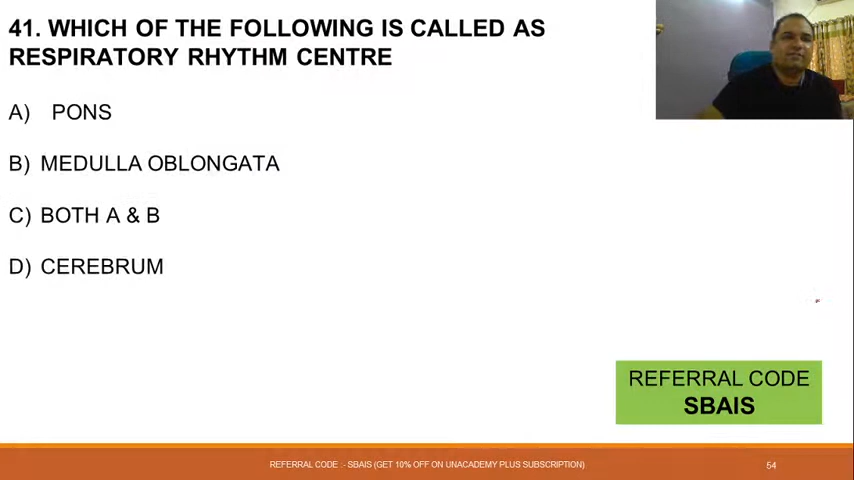 41. WHICH OF THE FOLLOWING IS CALLED AS
RESPIRATORY RHYTHM CENTRE
A) PONS
B) MEDULLA OBLONGATA
C) BOTH A & B
D) CEREBRUM
REFERRAL CODE
SBAIS
REFERRAL CODE :- SBAIS (GET 10% OFF ON UNACADEMY PLUS SUBSCRIPTION)
54